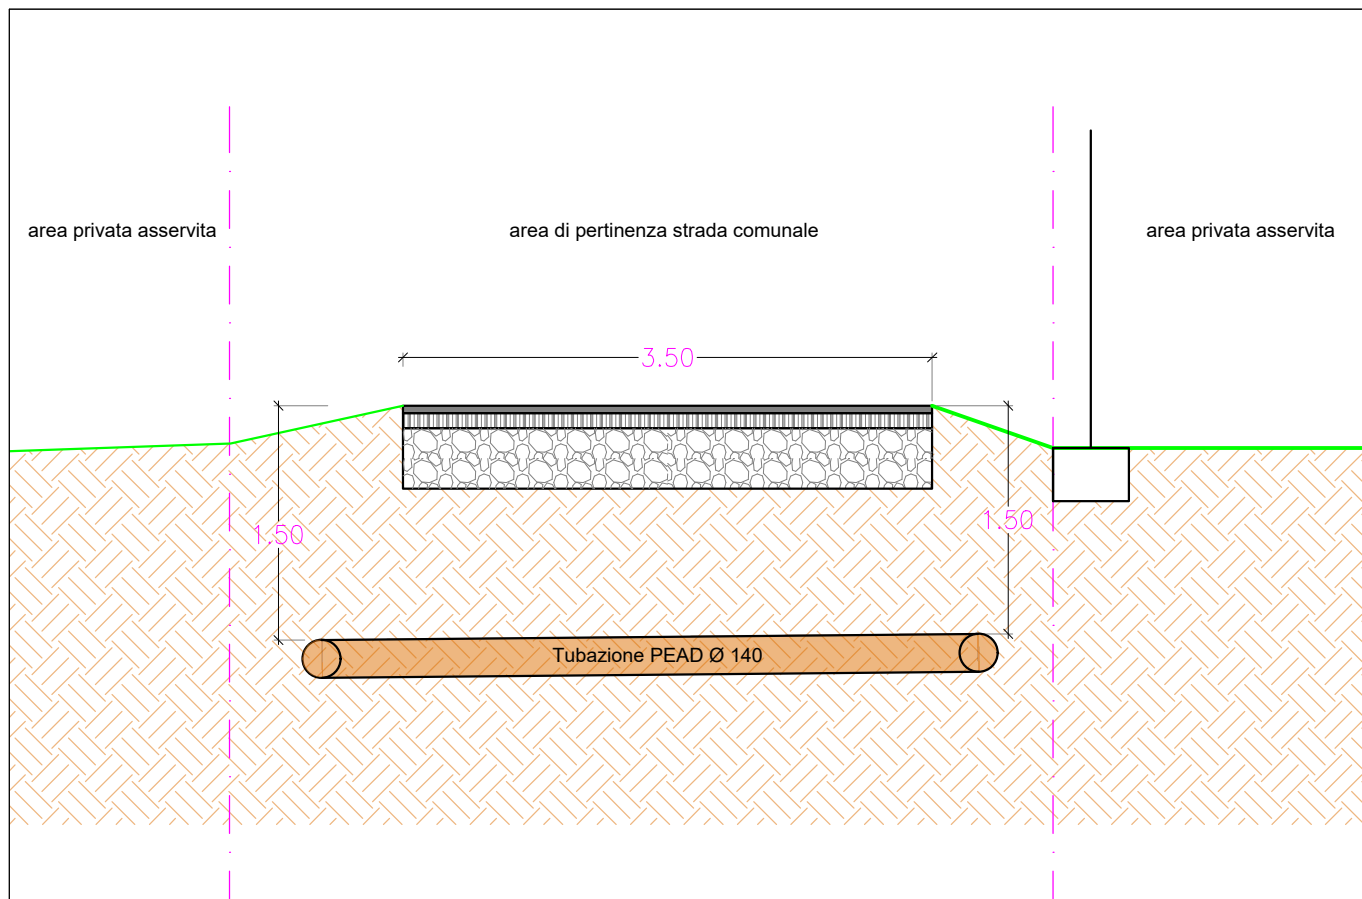 area privata asservita
area di pertinenza strada comunale
area privata asservita
3.50
1.50
1.50
Tubazione PEAD Ø 140